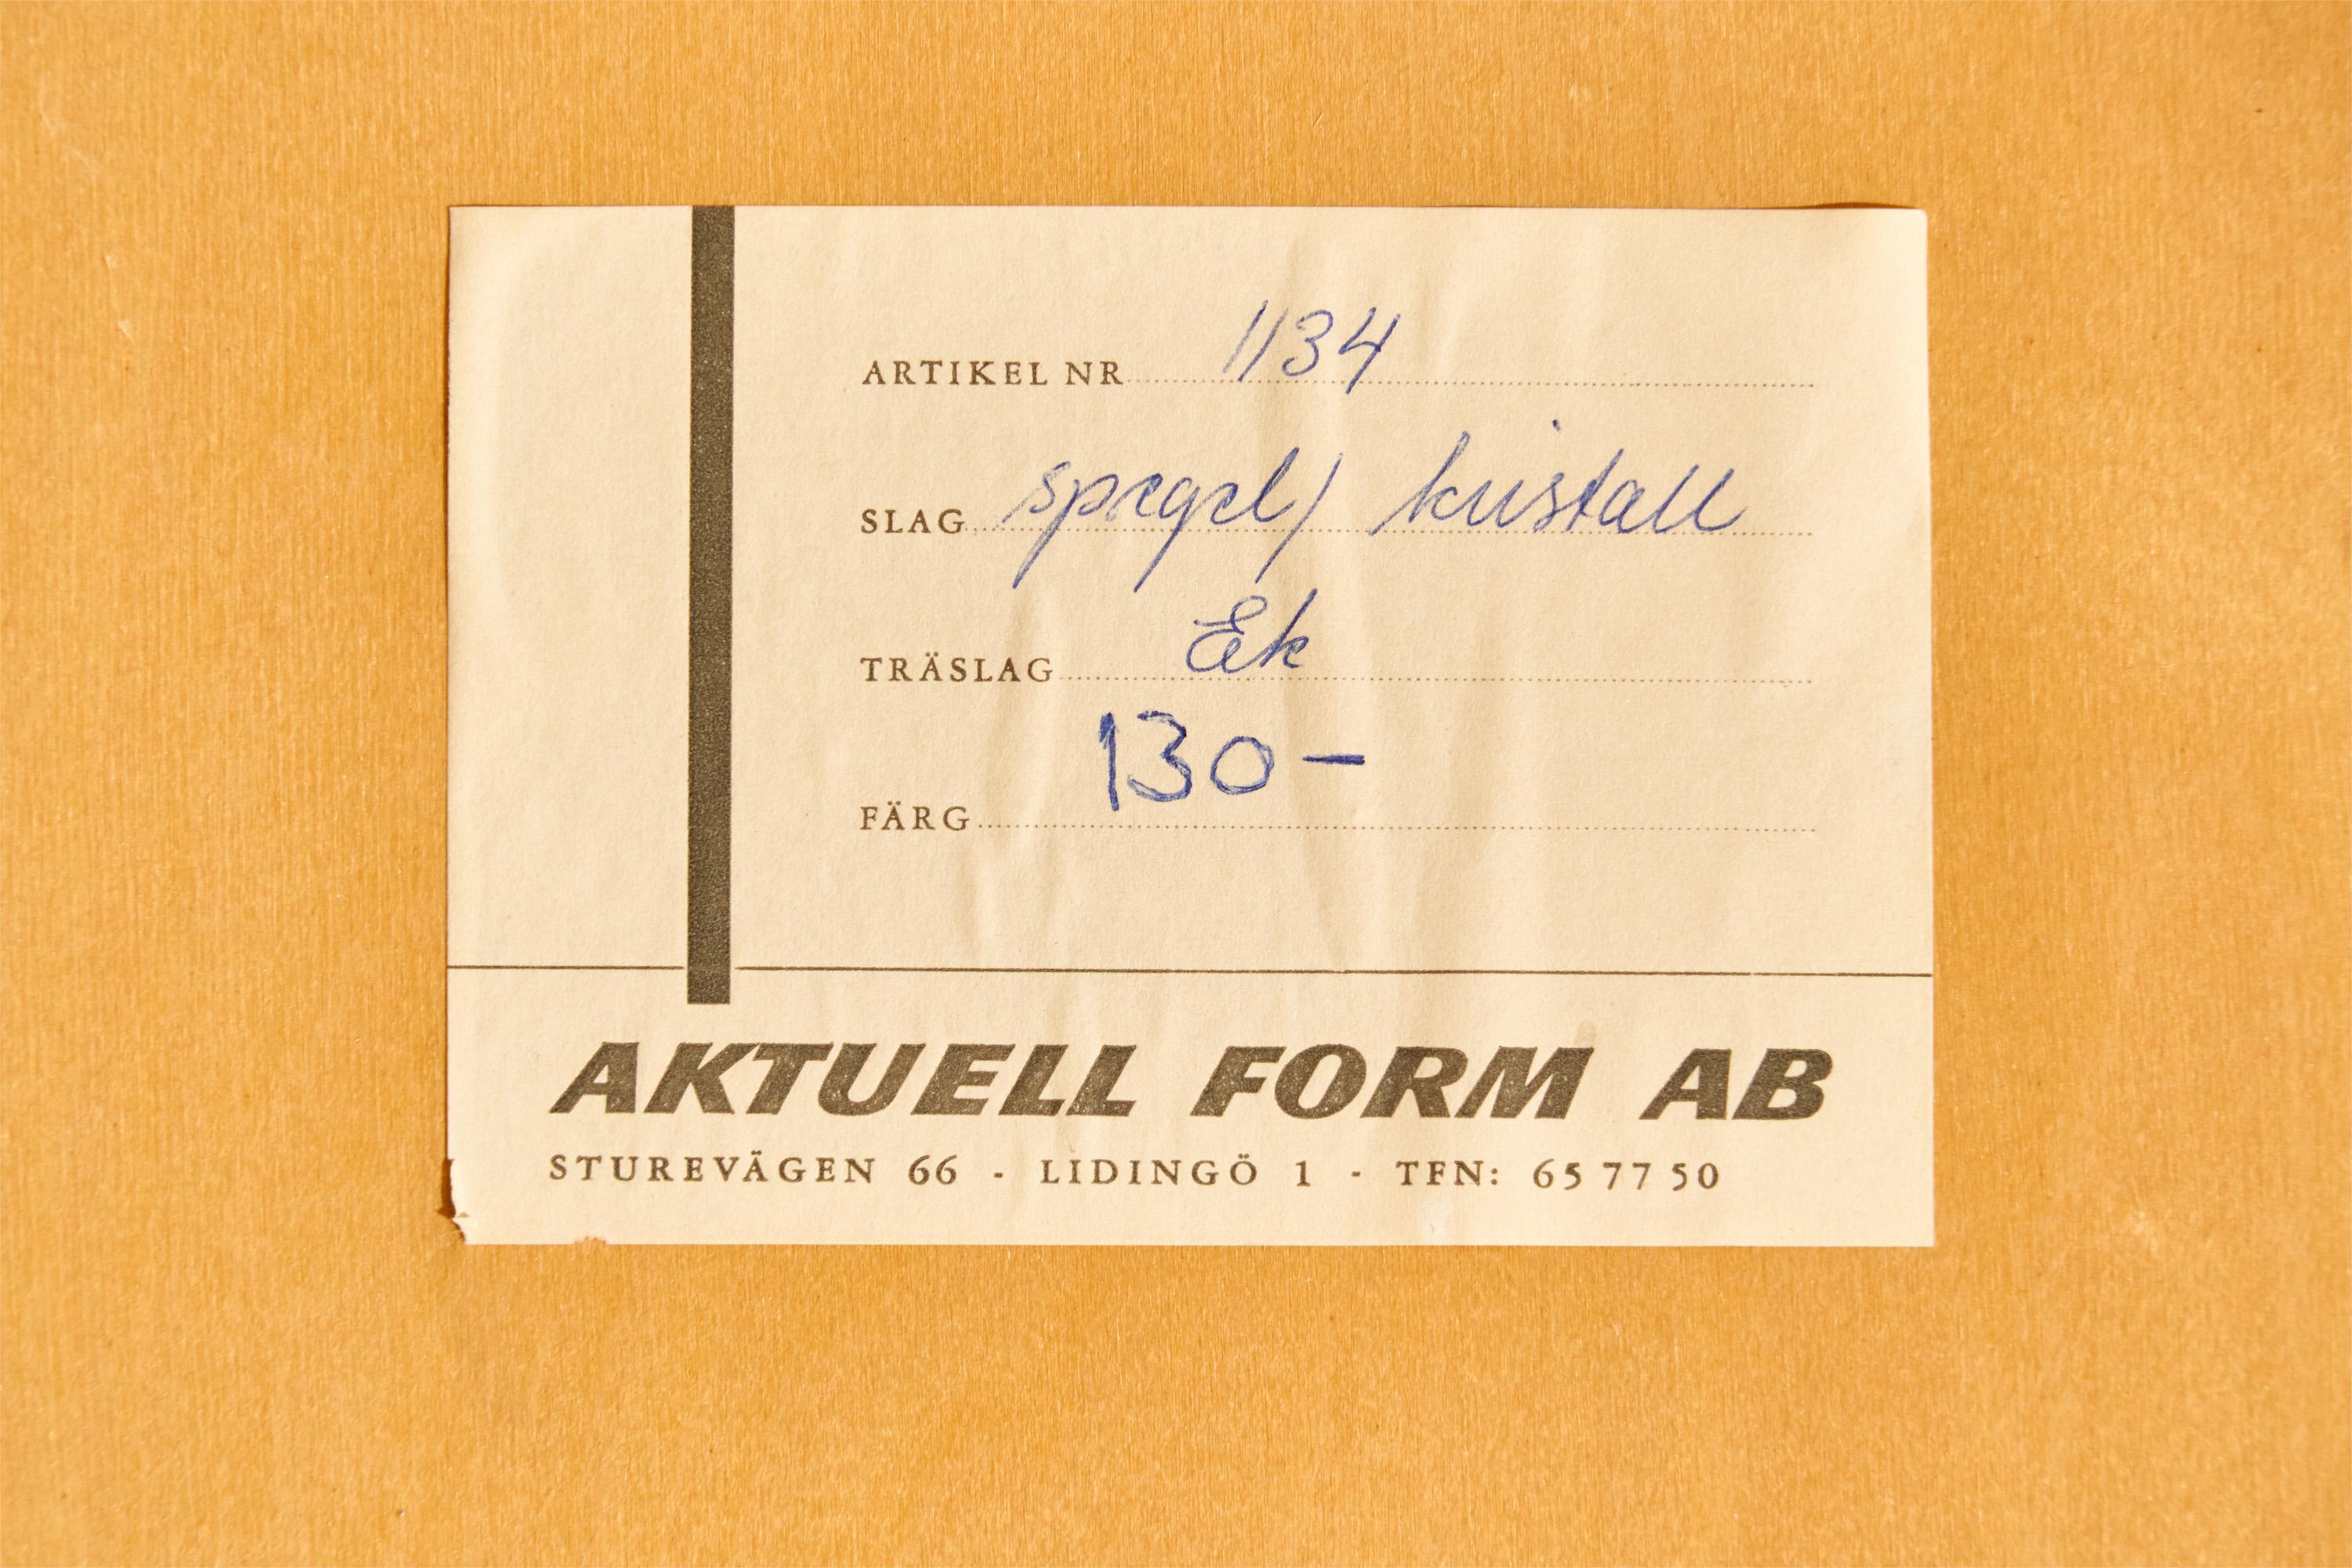 ARTIKEL NR 1134
SLAG spegel/ kristall
TRÄSLAG Ek
130-
FÄRG
AKTUELL FORM AB
STUREVÄGEN 66 - LIDINGÖ 1 - TFN: 65 77 50